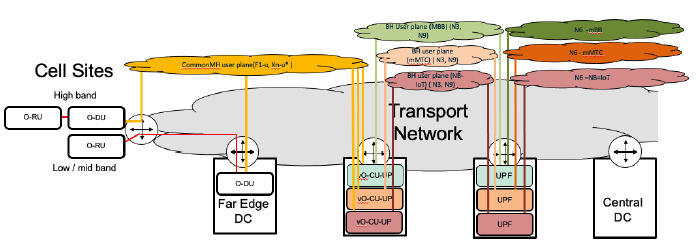 BH User plane (MBB) (N3,
N9)
N6 -mBB
BH user plane
(mMTC) ( N3, N9)
N6 - mMTC
CommonMH user plane(F1-u, Xn-u* )
BH user plane (NB-
IoT) ( N3, N9)
N6 –NB=IoT
Cell Sites
High band
O-RU
O-DU
O-RU
Low / mid band
Transport
Network
O-DU
Far Edge
DC
vO-CU-UP
vO-CU-UP
vO-CU-UP
UPF
UPF
UPF
Central
DC